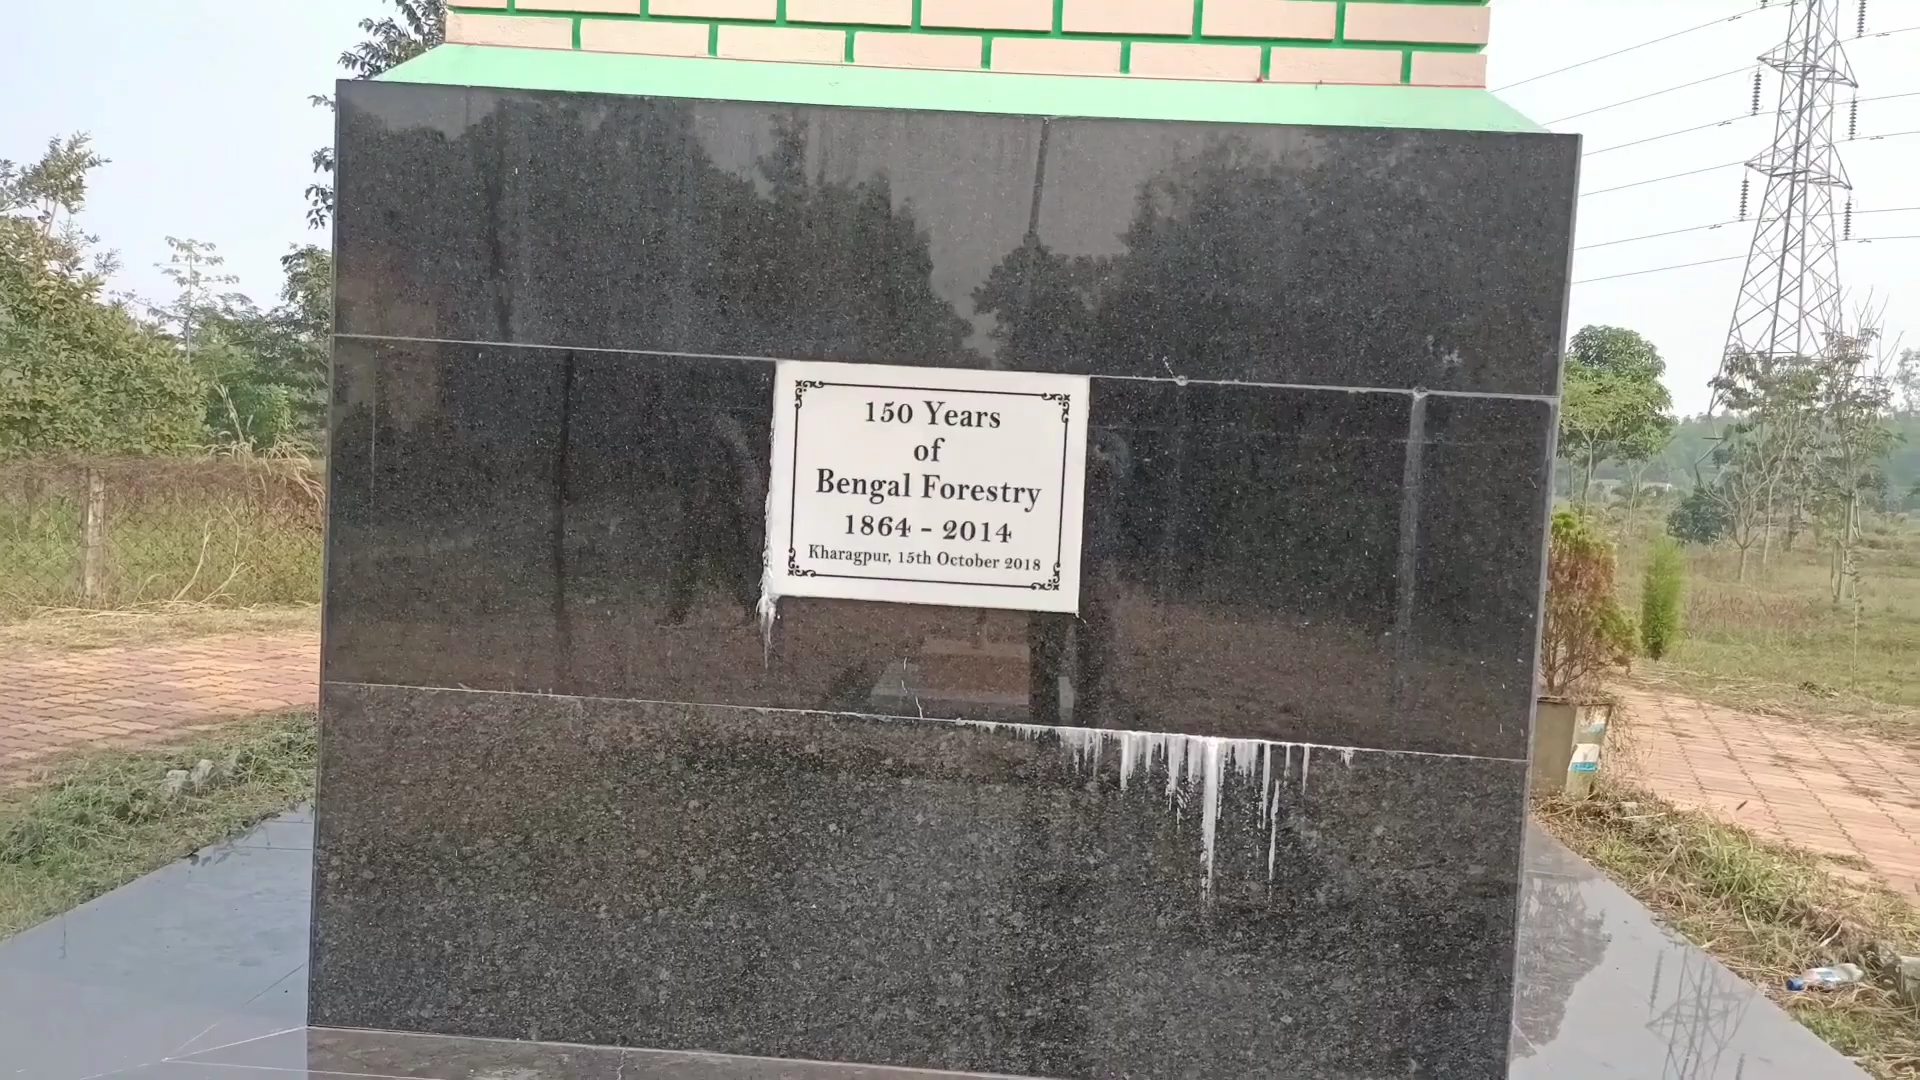 150 Years
of
Bengal Forestry
1864 - 2014
Kharagpur, 15th October 2018